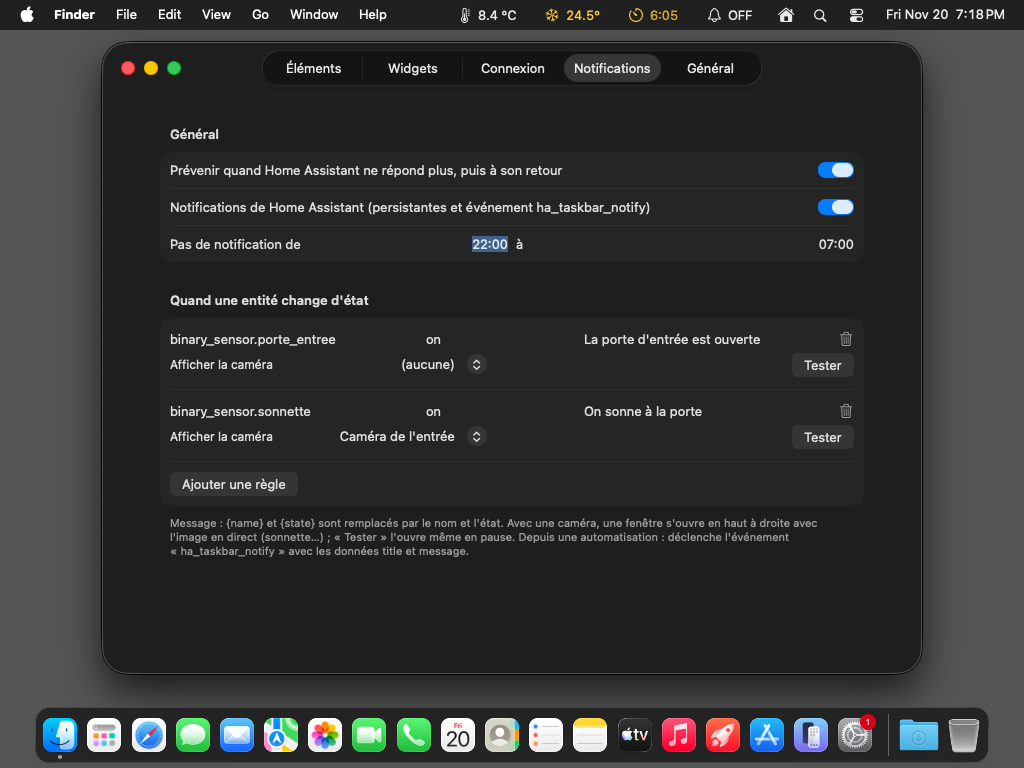 Finder File Edit View Go Window Help 8.4 °C 24.5° 6:05 OFF Fri Nov 20 7:18 PM
Éléments Widgets Connexion Notifications Général
Général
Prévenir quand Home Assistant ne répond plus, puis à son retour
Notifications de Home Assistant (persistantes et événement ha_taskbar_notify)
Pas de notification de 22:00 à 07:00
Quand une entité change d'état
binary_sensor.porte_entree on La porte d'entrée est ouverte
Afficher la caméra (aucune) Tester
binary_sensor.sonnette on On sonne à la porte
Afficher la caméra Caméra de l'entrée Tester
Ajouter une règle
Message : {name} et {state} sont remplacés par le nom et l'état. Avec une caméra, une fenêtre s'ouvre en haut à droite avec
l'image en direct (sonnette…) ; « Tester » l'ouvre même en pause. Depuis une automatisation : déclenche l'événement
« ha_taskbar_notify » avec les données title et message.
Fri
20
tv
1